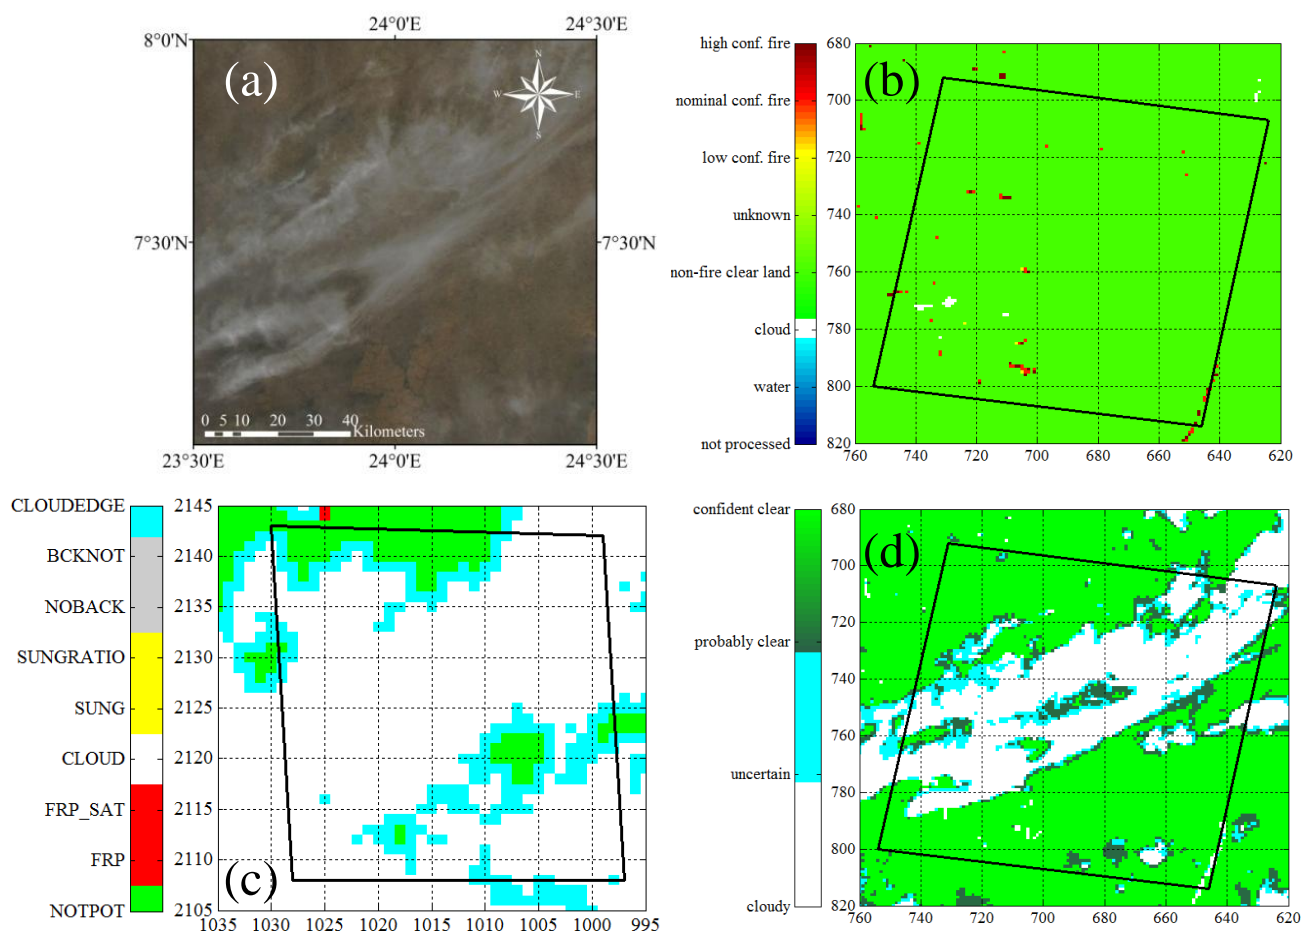 24°0'E 24°30'E
8°0'N
(a)
N
W E
S
7°30'N 7°30'N
0 5 10 20 30 40
Kilometers
23°30'E 24°0'E 24°30'E
(b)
high conf. fire 680
nominal conf. fire 700
low conf. fire 720
unknown 740
non-fire clear land 760
cloud 780
water 800
not processed 820
760 740 720 700 680 660 640 620
CLOUDEDGE 2145
BCKNOT 2140
NOBACK 2135
SUNGRATIO 2130
SUNG 2125
CLOUD 2120
FRP_SAT 2115
FRP 2110
NOTPOT 2105
(c)
1035 1030 1025 1020 1015 1010 1005 1000 995
(d)
confident clear 680
700
probably clear 720
740
760
uncertain 780
800
cloudy 820
760 740 720 700 680 660 640 620